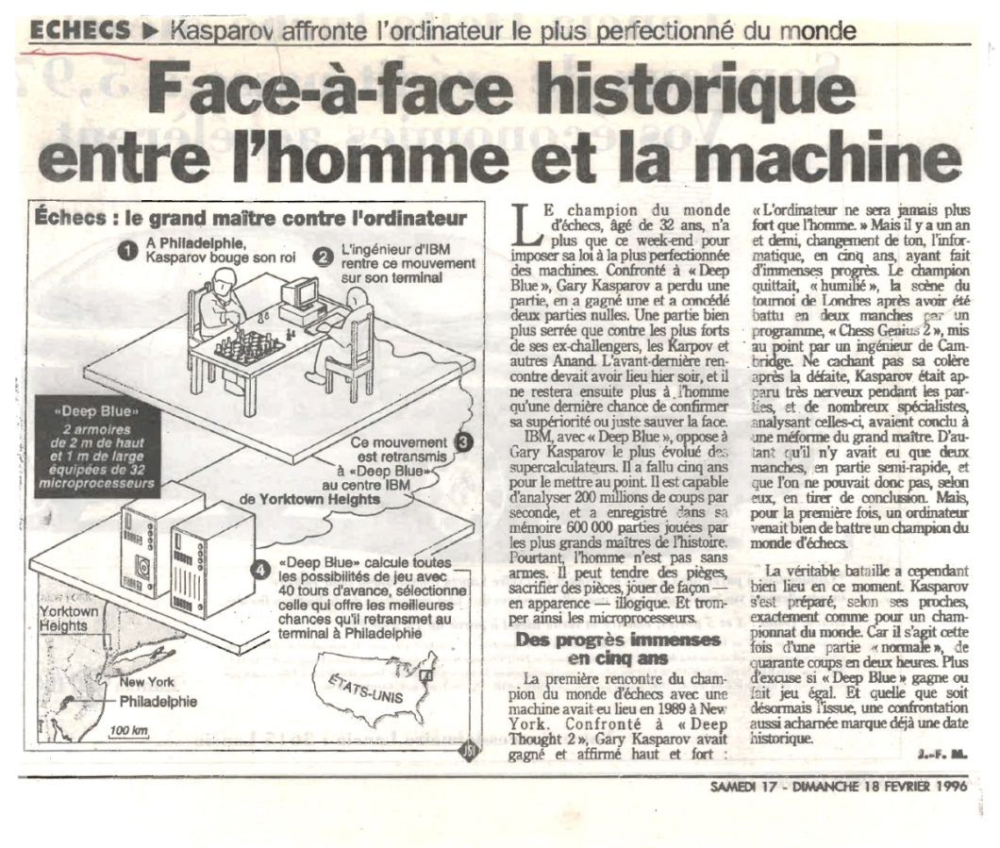 ECHECS ► Kasparov affronte l'ordinateur le plus perfectionné du monde
Face-à-face historique
entre l'homme et la machine
Échecs : le grand maître contre l'ordinateur
1 A Philadelphie,
Kasparov bouge son roi
2 L'ingénieur d'IBM
rentre ce mouvement
sur son terminal
«Deep Blue»
2 armoires
de 2 m de haut
et 1 m de large
équipées de 32
microprocesseurs
Ce mouvement 3
est retransmis
à «Deep Blue»
au centre IBM
de Yorktown Heights
4 «Deep Blue» calcule toutes
les possibilités de jeu avec
40 tours d'avance, sélectionne
celle qui offre les meilleures
chances qu'il retransmet au
terminal à Philadelphie
NEW YORK
Yorktown
Heights
New York
Philadelphie
100 km
ÉTATS-UNIS
JSI
LE champion du monde
d'échecs, âgé de 32 ans, n'a
plus que ce week-end pour
imposer sa loi à la plus perfectionnée
des machines. Confronté à « Deep
Blue », Gary Kasparov a perdu une
partie, en a gagné une et a concédé
deux parties nulles. Une partie bien
plus serrée que contre les plus forts
de ses ex-challengers, les Karpov et
autres Anand. L'avant-dernière ren-
contre devait avoir lieu hier soir, et il
ne restera ensuite plus à l'homme
qu'une dernière chance de confirmer
sa supériorité ou juste sauver la face.
IBM, avec « Deep Blue », oppose à
Gary Kasparov le plus évolué des
supercalculateurs. Il a fallu cinq ans
pour le mettre au point. Il est capable
d'analyser 200 millions de coups par
seconde, et a enregistré dans sa
mémoire 600 000 parties jouées par
les plus grands maîtres de l'histoire.
Pourtant, l'homme n'est pas sans
armes. Il peut tendre des pièges,
sacrifier des pièces, jouer de façon —
en apparence — illogique. Et trom-
per ainsi les microprocesseurs.
Des progrès immenses
en cinq ans
La première rencontre du cham-
pion du monde d'échecs avec une
machine avait eu lieu en 1989 à New
York. Confronté à « Deep
Thought 2 », Gary Kasparov avait
gagné et affirmé haut et fort :
« L'ordinateur ne sera jamais plus
fort que l'homme. » Mais il y a un an
et demi, changement de ton, l'infor-
matique, en cinq ans, ayant fait
d'immenses progrès. Le champion
quittait, « humilié », la scène du
tournoi de Londres après avoir été
battu en deux manches par un
programme, « Chess Genius 2 », mis
au point par un ingénieur de Cam-
bridge. Ne cachant pas sa colère
après la défaite, Kasparov était ap-
paru très nerveux pendant les par-
ties, et de nombreux spécialistes,
analysant celles-ci, avaient conclu à
une méforme du grand maître. D'au-
tant qu'il n'y avait eu que deux
manches, en partie semi-rapide, et
que l'on ne pouvait donc pas, selon
eux, en tirer de conclusion. Mais,
pour la première fois, un ordinateur
venait bien de battre un champion du
monde d'échecs.
La véritable bataille a cependant
bien lieu en ce moment. Kasparov
s'est préparé, selon ses proches,
exactement comme pour un cham-
pionnat du monde. Car il s'agit cette
fois d'une partie « normale », de
quarante coups en deux heures. Plus
d'excuse si « Deep Blue » gagne ou
fait jeu égal. Et quelle que soit
désormais l'issue, une confrontation
aussi acharnée marque déjà une date
historique.
J.-F. M.
SAMEDI 17 - DIMANCHE 18 FEVRIER 1996